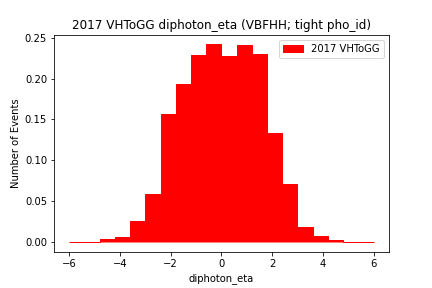 2017 VHToGG diphoton_eta (VBFHH; tight pho_id)
2017 VHToGG
Number of Events
0.25
0.20
0.15
0.10
0.05
0.00
−6 −4 −2 0 2 4 6
diphoton_eta